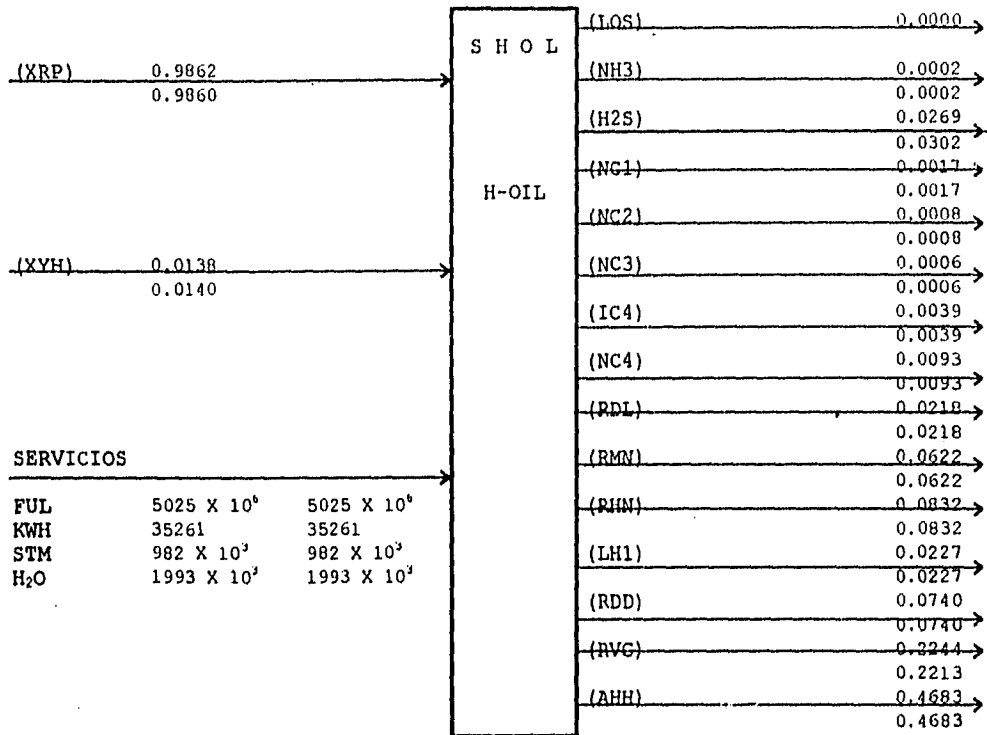 S H O L
H-OIL
(XRP) 0.9862
0.9860
(XYH) 0.0138
0.0140
SERVICIOS
FUL 5025 X 10⁶ 5025 X 10⁶
KWH 35261 35261
STM 982 X 10³ 982 X 10³
H₂O 1993 X 10³ 1993 X 10³
(LOS) 0.0000
(NH3) 0.0002
0.0002
(H2S) 0.0269
0.0302
(NC1) 0.0017
0.0017
(NC2) 0.0008
0.0008
(NC3) 0.0006
0.0006
(IC4) 0.0039
0.0039
(NC4) 0.0093
0.0093
(RDL) 0.0218
0.0218
(RMN) 0.0622
0.0622
(RHN) 0.0832
0.0832
(LH1) 0.0227
0.0227
(RDD) 0.0740
0.0740
(RVG) 0.2244
0.2213
(AHH) 0.4683
0.4683